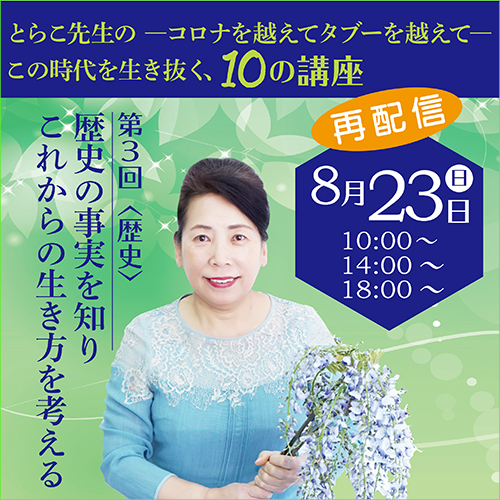 とらこ先生の ―コロナを越えてタブーを越えて―
この時代を生き抜く、10の講座
再配信
8月23日㊐
10:00～
14:00～
18:00～
第3回〈歴史〉
歴史の事実を知り
これからの生き方を考える